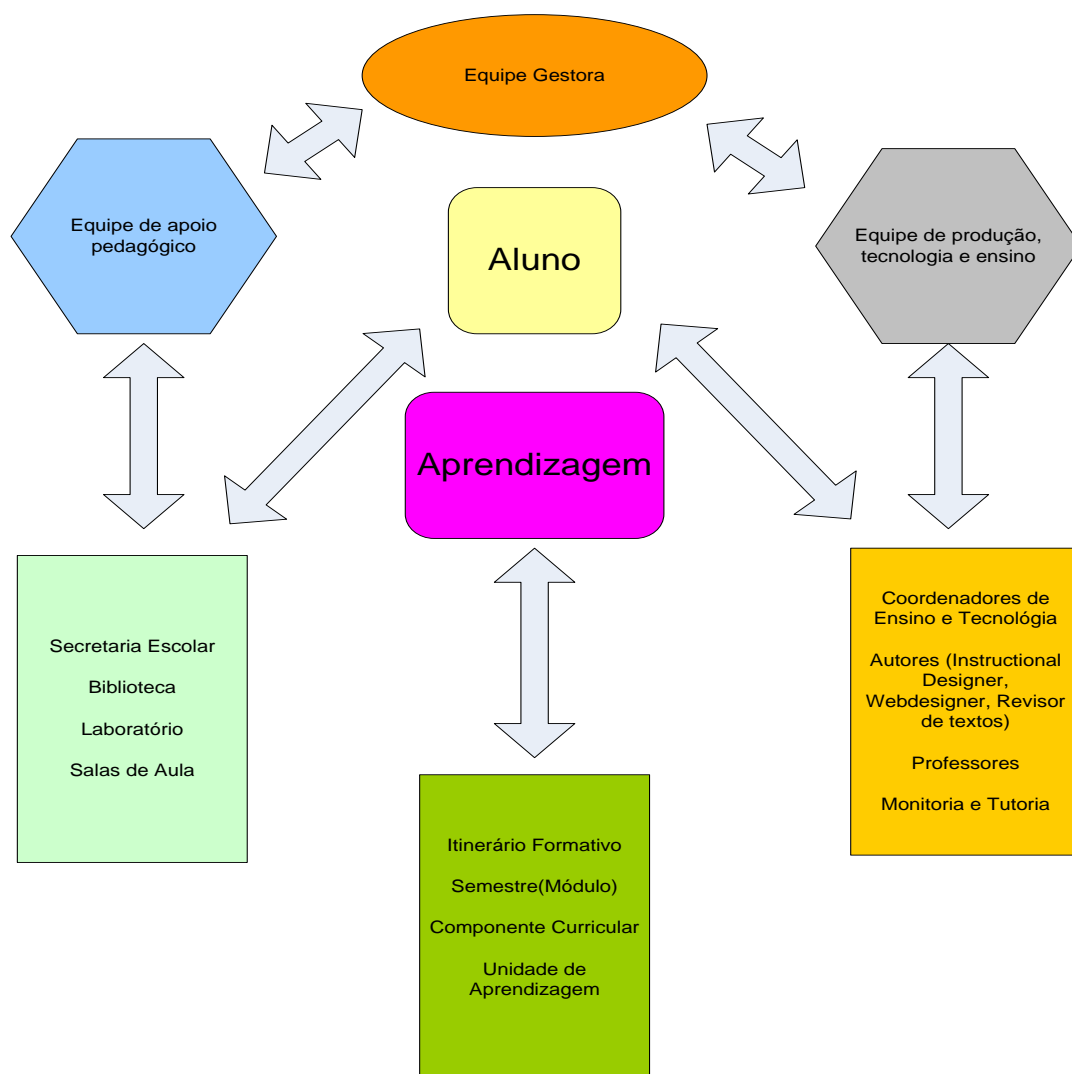 Equipe Gestora
Equipe de apoio
pedagógico
Aluno
Equipe de produção,
tecnologia e ensino
Aprendizagem
Secretaria Escolar
Biblioteca
Laboratório
Salas de Aula
Coordenadores de
Ensino e Tecnológia
Autores (Instructional
Designer,
Webdesigner, Revisor
de textos)
Professores
Monitoria e Tutoria
Itinerário Formativo
Semestre(Módulo)
Componente Curricular
Unidade de
Aprendizagem